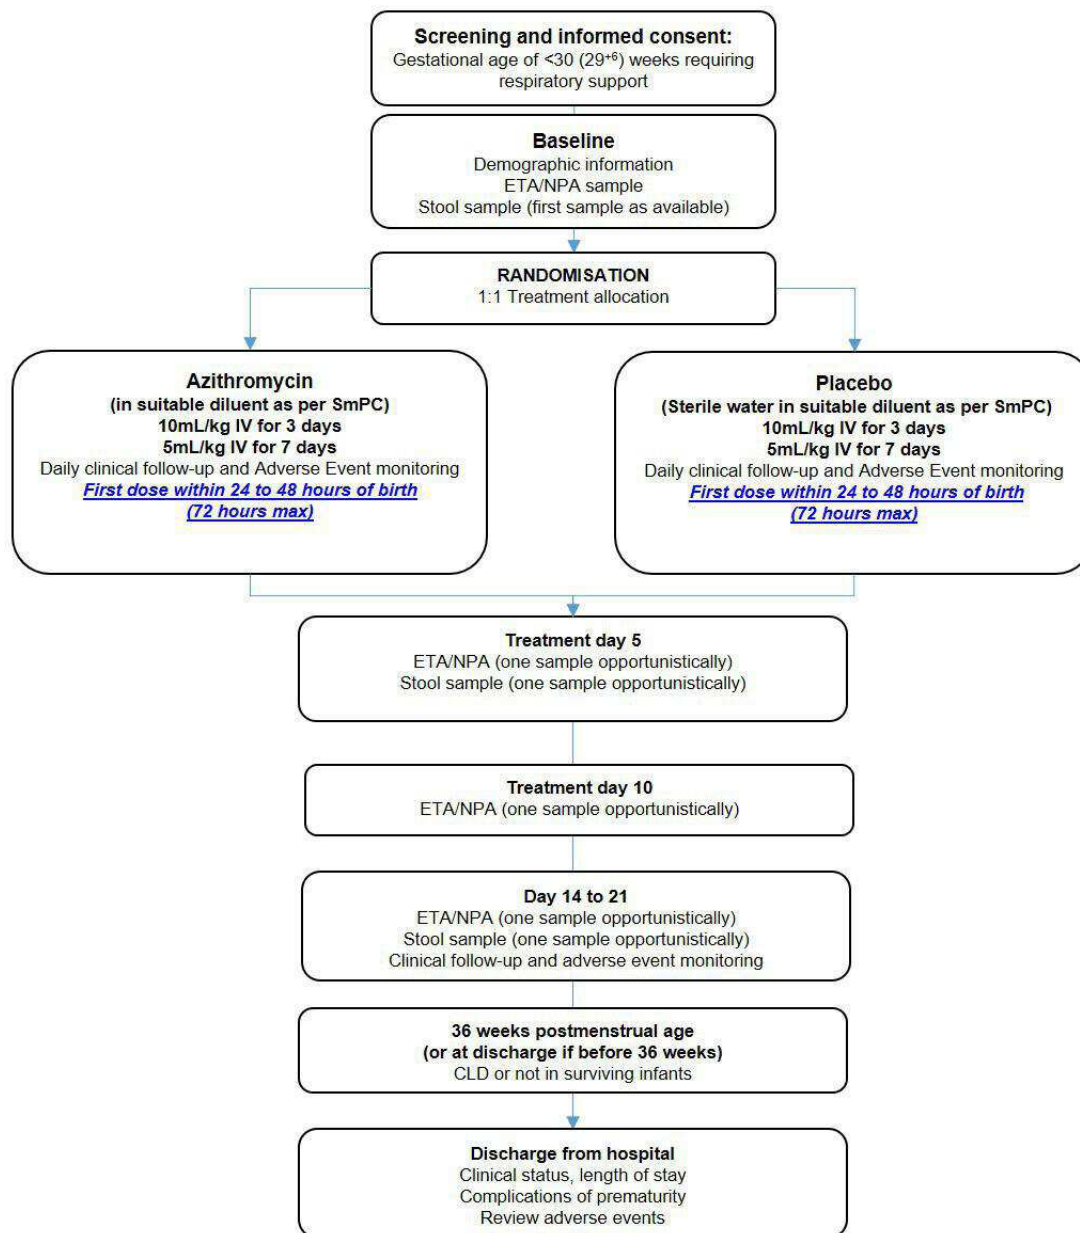 Screening and informed consent:
Gestational age of <30 (29⁺⁶) weeks requiring
respiratory support
Baseline
Demographic information
ETA/NPA sample
Stool sample (first sample as available)
RANDOMISATION
1:1 Treatment allocation
Azithromycin
(in suitable diluent as per SmPC)
10mL/kg IV for 3 days
5mL/kg IV for 7 days
Daily clinical follow-up and Adverse Event monitoring
First dose within 24 to 48 hours of birth
(72 hours max)
Placebo
(Sterile water in suitable diluent as per SmPC)
10mL/kg IV for 3 days
5mL/kg IV for 7 days
Daily clinical follow-up and Adverse Event monitoring
First dose within 24 to 48 hours of birth
(72 hours max)
Treatment day 5
ETA/NPA (one sample opportunistically)
Stool sample (one sample opportunistically)
Treatment day 10
ETA/NPA (one sample opportunistically)
Day 14 to 21
ETA/NPA (one sample opportunistically)
Stool sample (one sample opportunistically)
Clinical follow-up and adverse event monitoring
36 weeks postmenstrual age
(or at discharge if before 36 weeks)
CLD or not in surviving infants
Discharge from hospital
Clinical status, length of stay
Complications of prematurity
Review adverse events